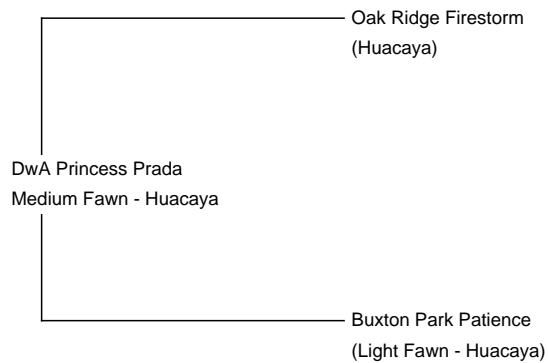 Oak Ridge Firestorm
(Huacaya)
DwA Princess Prada
Medium Fawn - Huacaya
Buxton Park Patience
(Light Fawn - Huacaya)